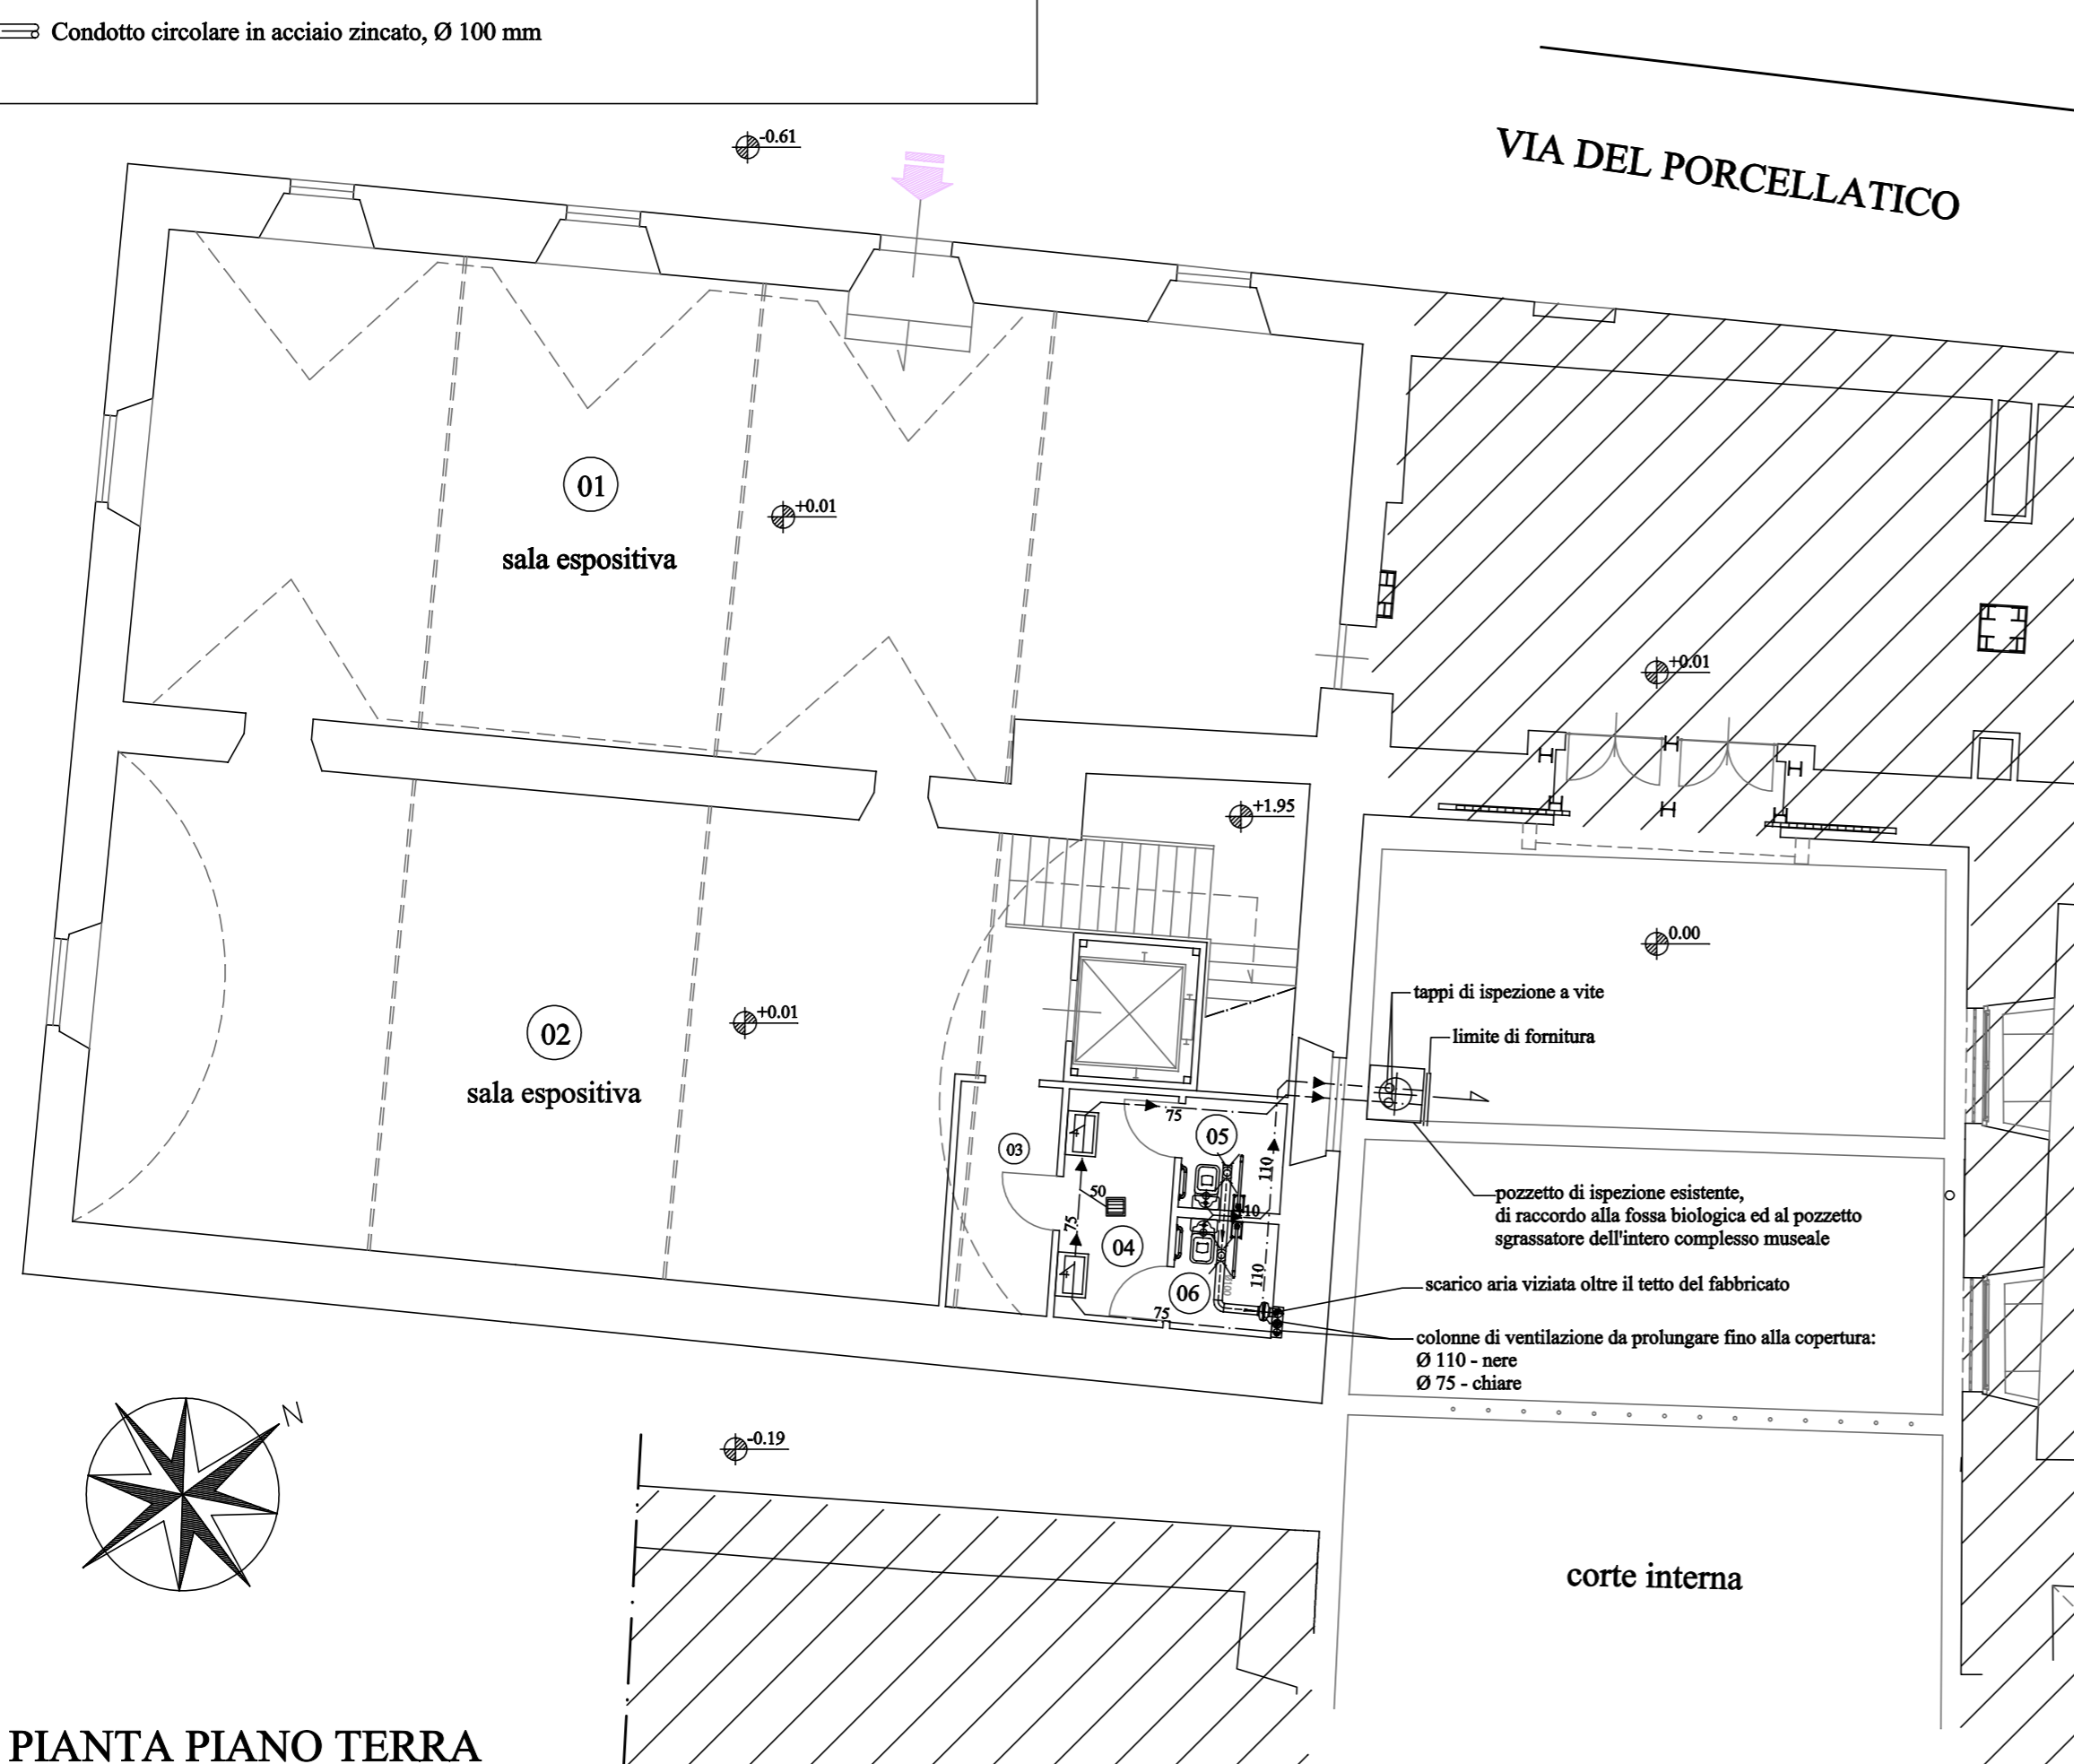 Condotto circolare in acciaio zincato, Ø 100 mm
-0.61
VIA DEL PORCELLATICO
01
+0.01
sala espositiva
+0.01
+1.95
0.00
tappi di ispezione a vite
+0.01
02
limite di fornitura
sala espositiva
75
05
03
110
50
pozzetto di ispezione esistente,
di raccordo alla fossa biologica ed al pozzetto
sgrassatore dell'intero complesso museale
75
110
04
110
06
Ø100
scarico aria viziata oltre il tetto del fabbricato
75
colonne di ventilazione da prolungare fino alla copertura:
Ø 110 - nere
Ø 75 - chiare
N
-0.19
corte interna
PIANTA PIANO TERRA